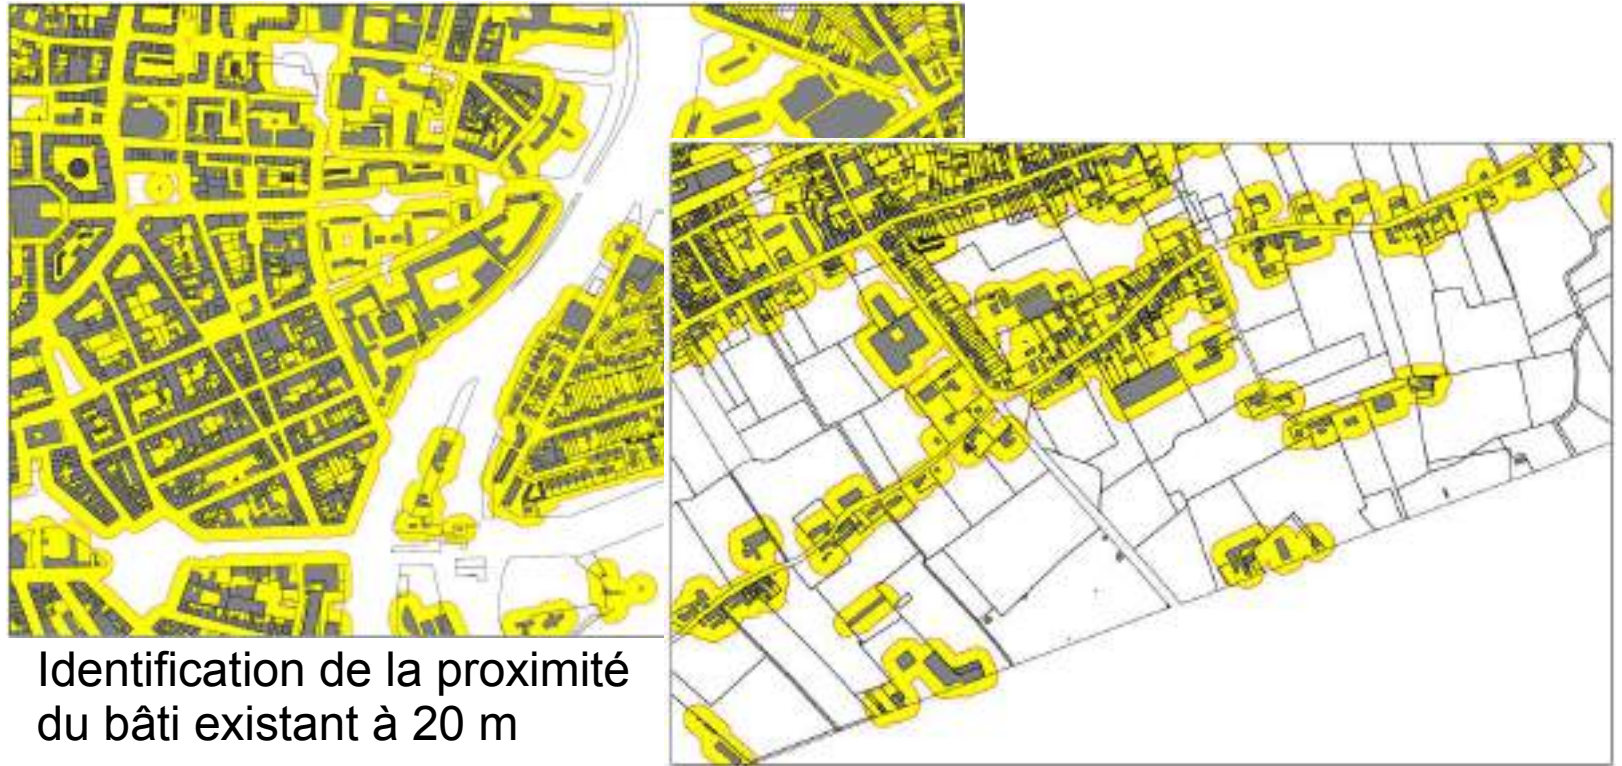 Identification de la proximité
du bâti existant à 20 m